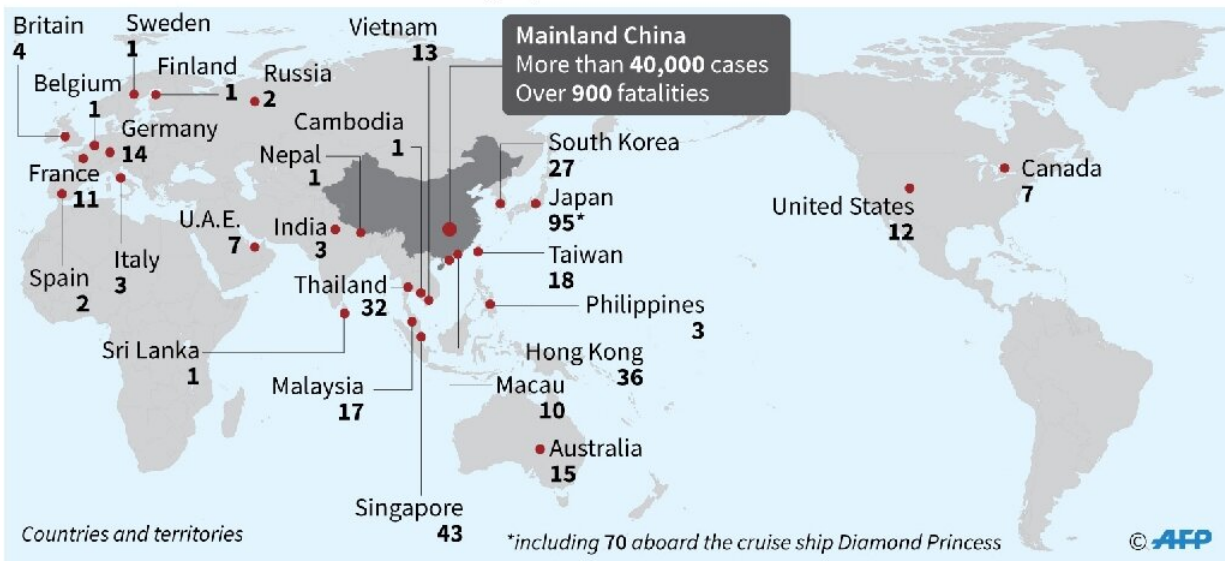 Britain
4
Sweden
1
Vietnam
13
Mainland China
More than 40,000 cases
Over 900 fatalities
Belgium
1
Finland
1
Russia
2
Germany
14
Cambodia
1
Nepal
1
South Korea
27
France
11
Japan
95*
Canada
7
United States
12
U.A.E.
7
India
3
Taiwan
18
Spain
2
Italy
3
Thailand
32
Philippines
3
Sri Lanka
1
Hong Kong
36
Malaysia
17
Macau
10
Australia
15
Singapore
43
Countries and territories
*including 70 aboard the cruise ship Diamond Princess
© AFP